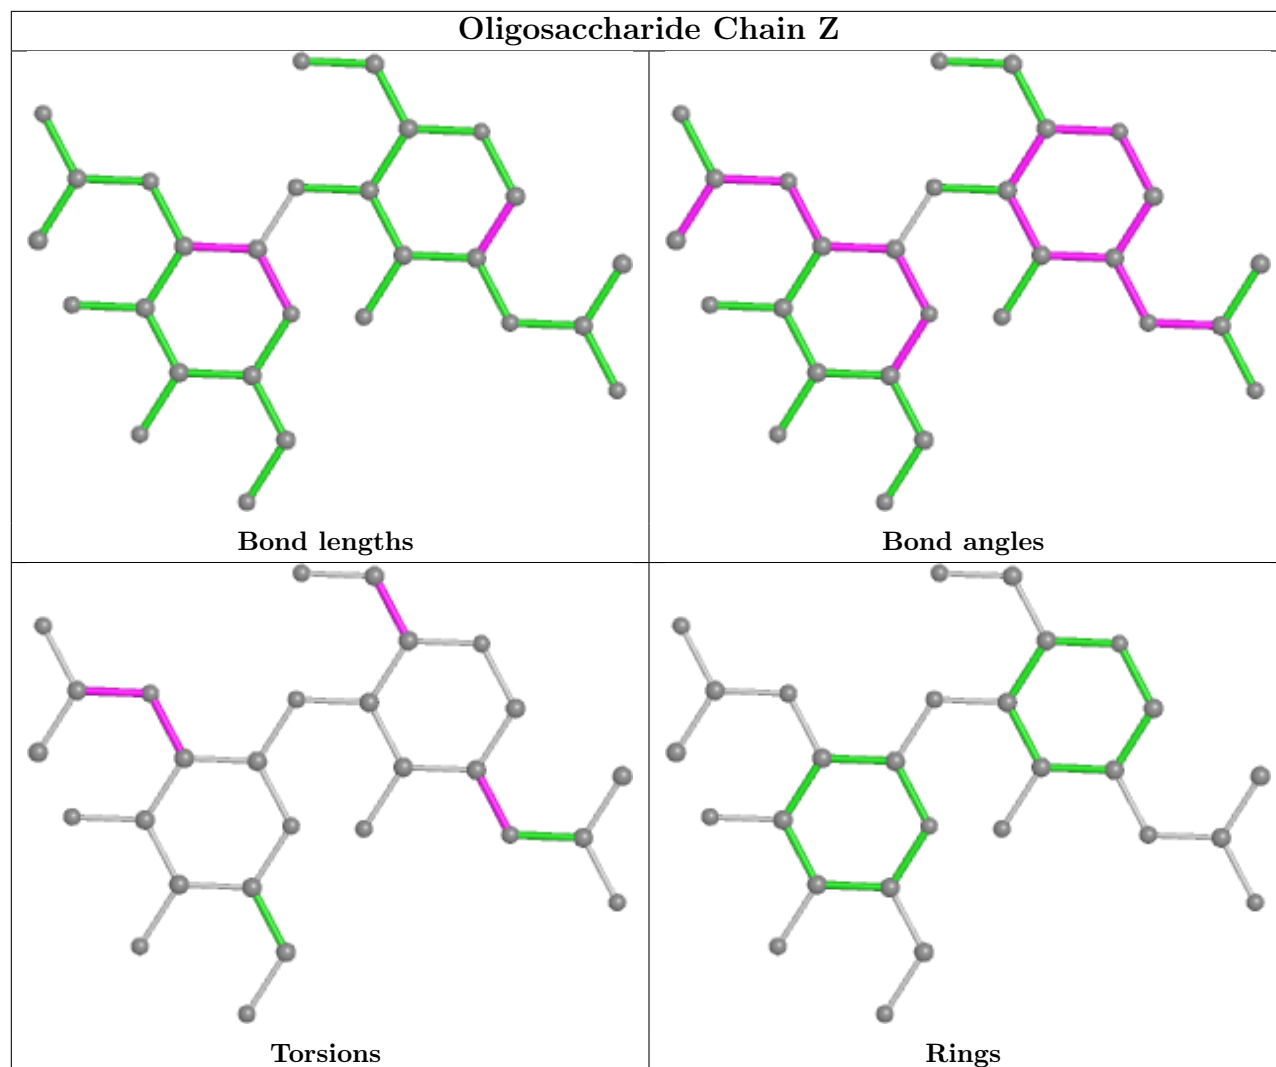 Oligosaccharide Chain Z
Bond lengths
Bond angles
Torsions
Rings